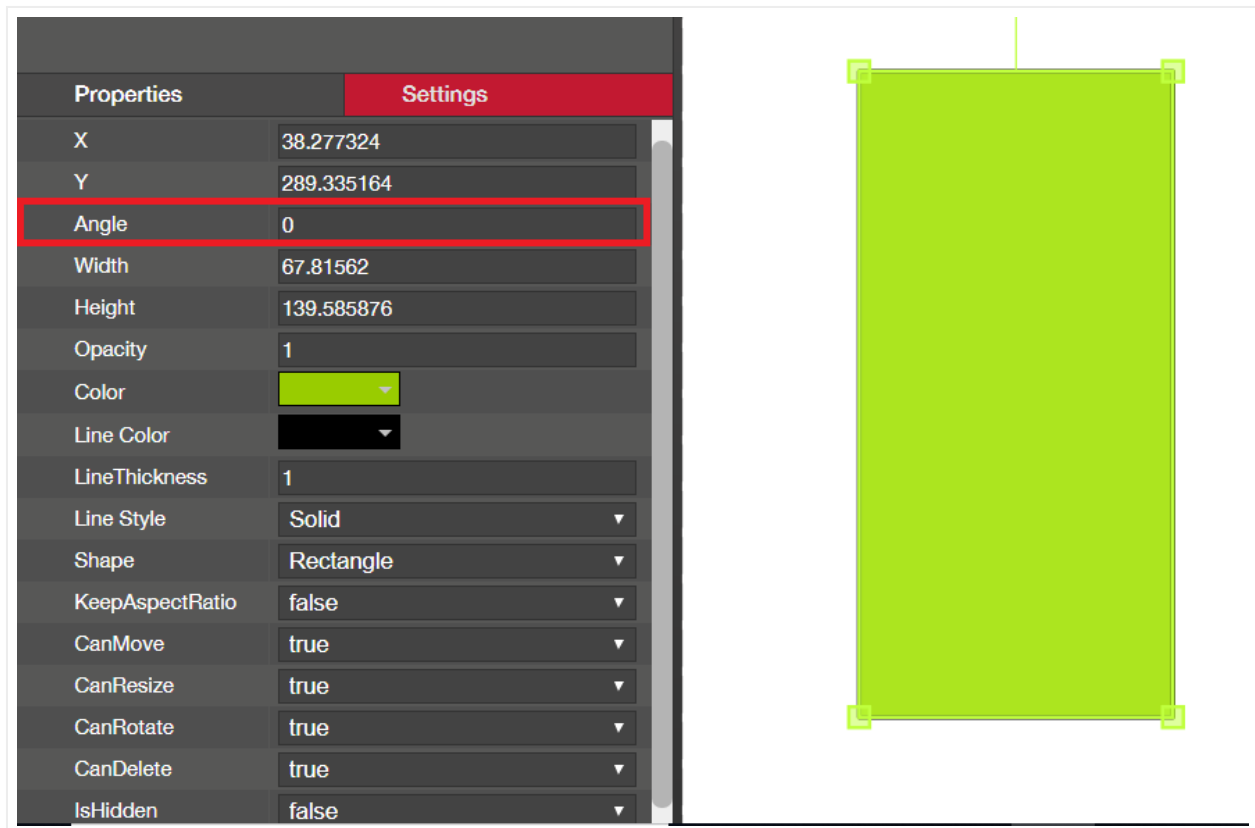 Properties Settings
X 38.277324
Y 289.335164
Angle 0
Width 67.81562
Height 139.585876
Opacity 1
Color
Line Color
LineThickness 1
Line Style Solid
Shape Rectangle
KeepAspectRatio false
CanMove true
CanResize true
CanRotate true
CanDelete true
IsHidden false